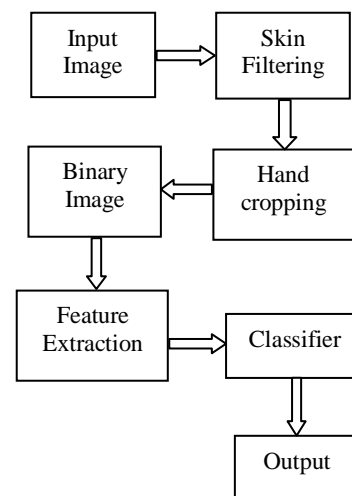 Input
Image
Skin
Filtering
Hand
cropping
Binary
Image
Feature
Extraction
Classifier
Output